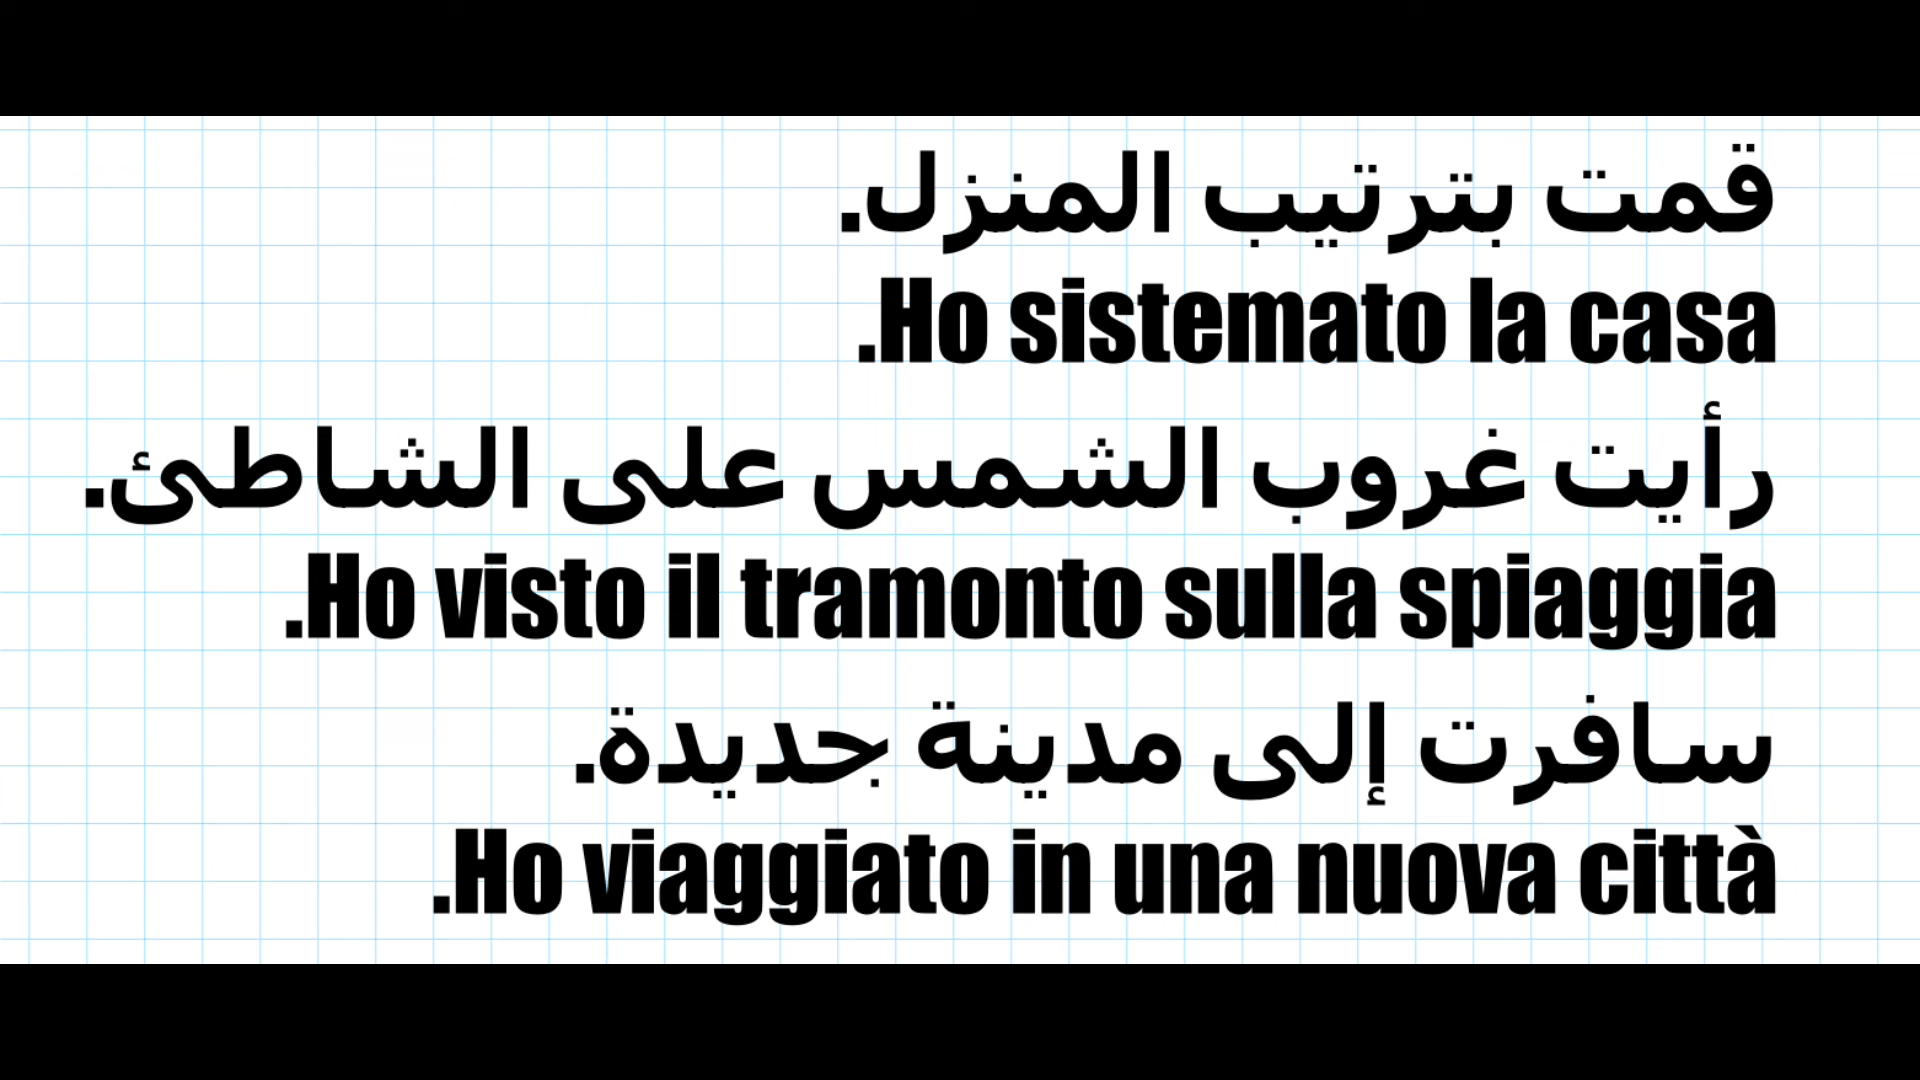 قمت بترتيب المنزل.
.Ho sistemato la casa
رأيت غروب الشمس على الشاطئ.
.Ho visto il tramonto sulla spiaggia
سافرت إلى مدينة جديدة.
.Ho viaggiato in una nuova città